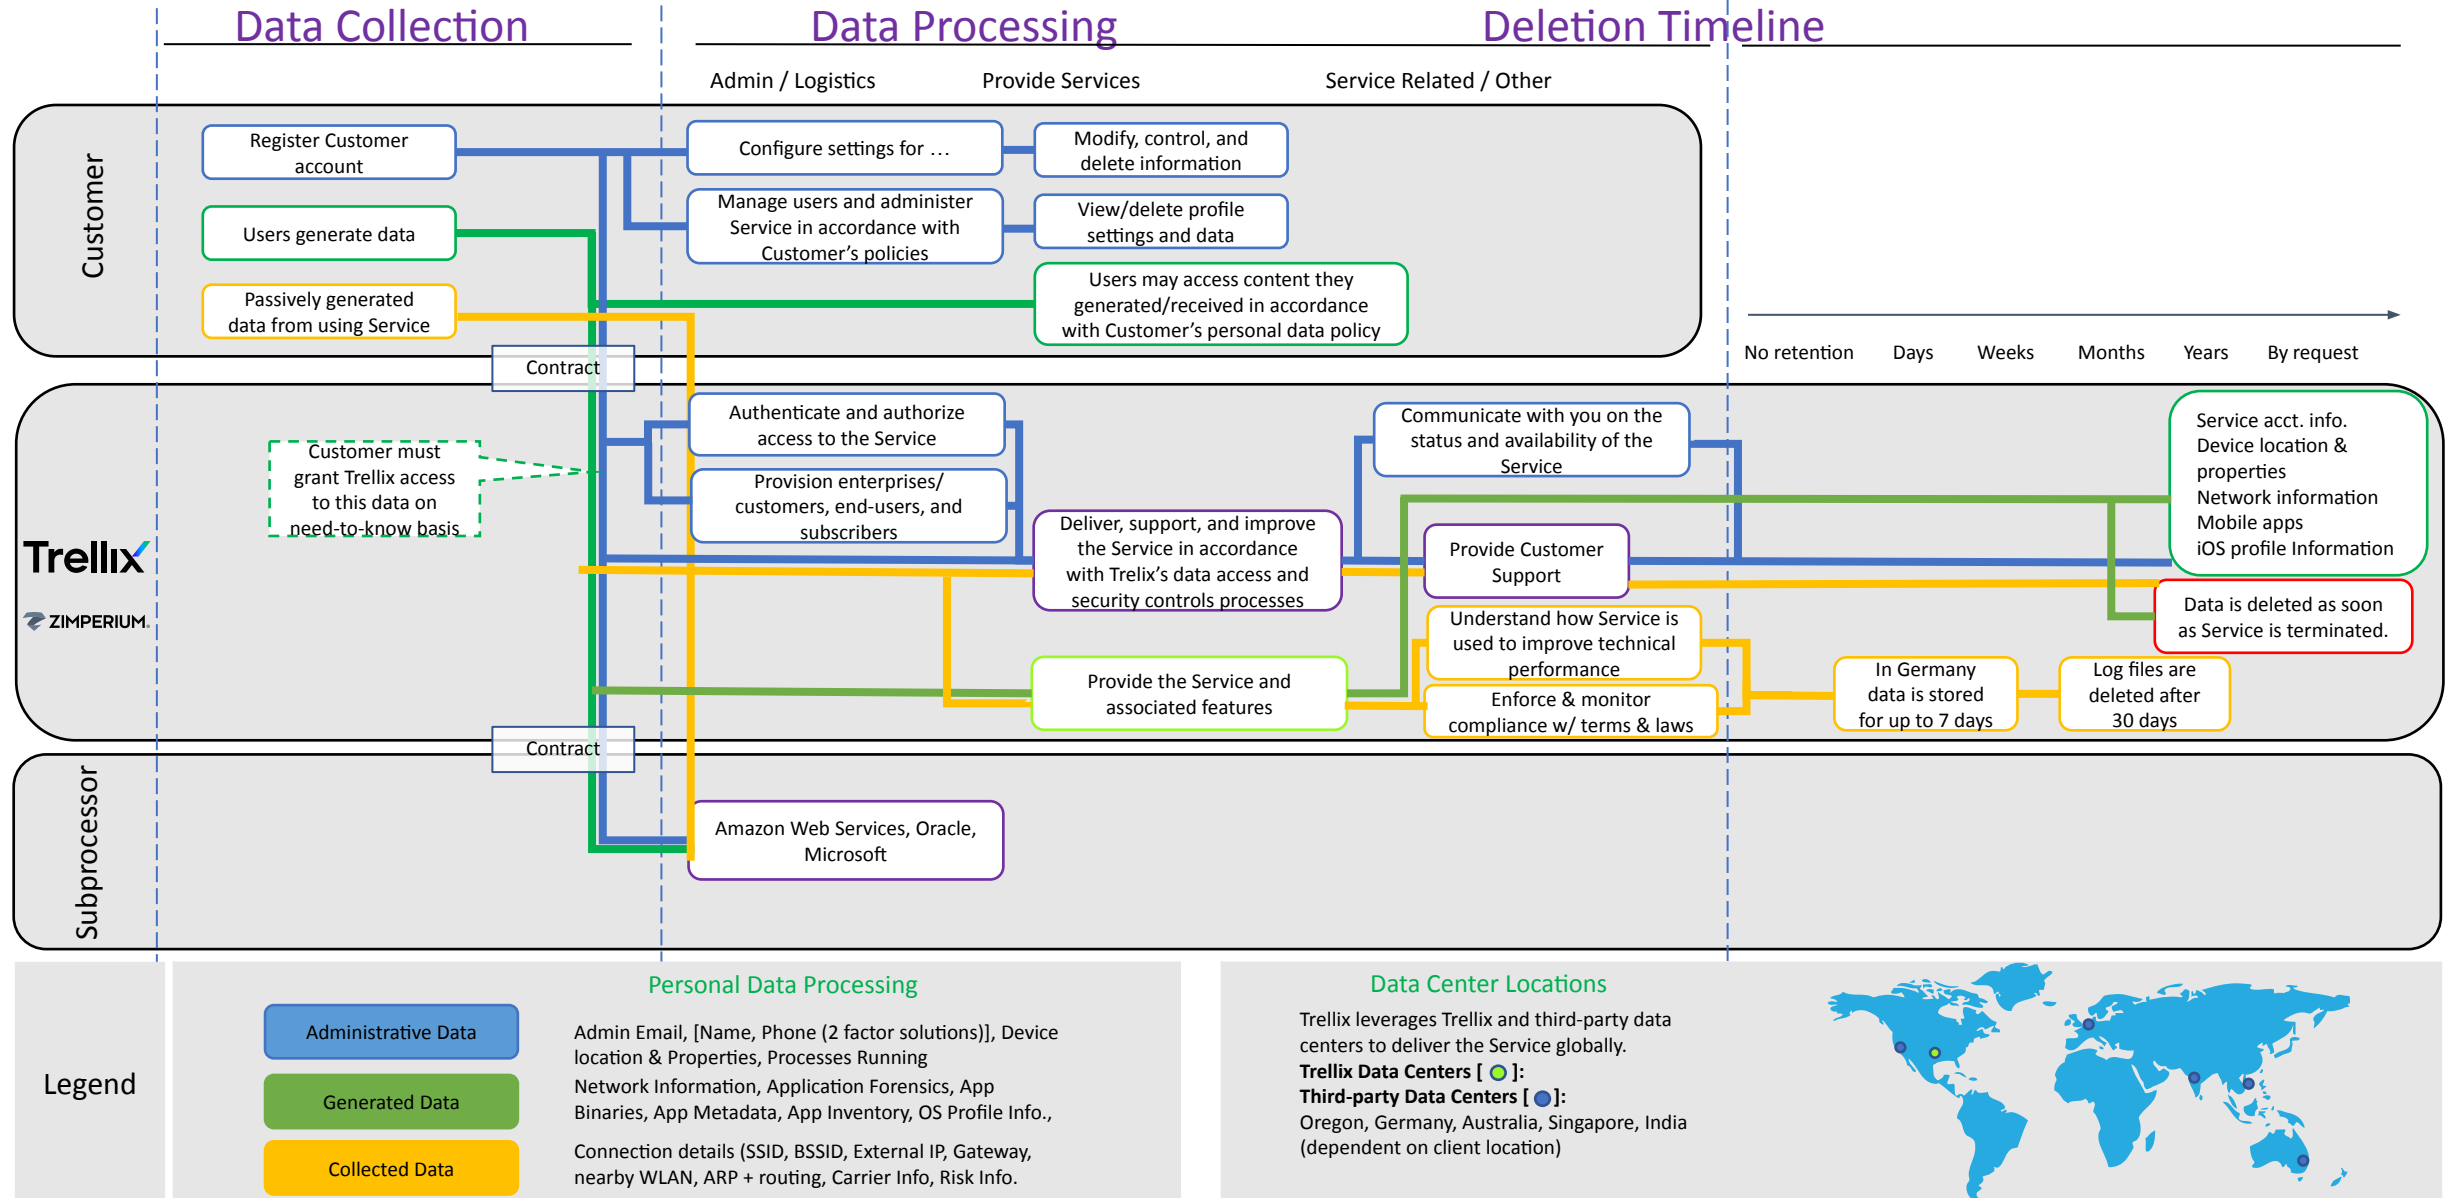 Data Collection
Data Processing
Deletion Timeline
Admin / Logistics
Provide Services
Service Related / Other
Customer
Register Customer
account
Configure settings for ...
Modify, control, and
delete information
Users generate data
Manage users and administer
Service in accordance with
Customer's policies
View/delete profile
settings and data
Passively generated
data from using Service
Users may access content they
generated/received in accordance
with Customer's personal data policy
No retention
Days
Weeks
Months
Years
By request
Contract
Trellix
ZIMPERIUM.
Customer must
grant Trellix access
to this data on
need-to-know basis
Authenticate and authorize
access to the Service
Provision enterprises/
customers, end-users, and
subscribers
Deliver, support, and improve
the Service in accordance
with Trelix's data access and
security controls processes
Provide the Service and
associated features
Communicate with you on the
status and availability of the
Service
Provide Customer
Support
Understand how Service is
used to improve technical
performance
Enforce & monitor
compliance w/ terms & laws
In Germany
data is stored
for up to 7 days
Log files are
deleted after
30 days
Service acct. info.
Device location &
properties
Network information
Mobile apps
iOS profile Information
Data is deleted as soon
as Service is terminated.
Contract
Subprocessor
Amazon Web Services, Oracle,
Microsoft
Legend
Personal Data Processing
Administrative Data
Admin Email, [Name, Phone (2 factor solutions)], Device
location & Properties, Processes Running
Generated Data
Network Information, Application Forensics, App
Binaries, App Metadata, App Inventory, OS Profile Info.,
Collected Data
Connection details (SSID, BSSID, External IP, Gateway,
nearby WLAN, ARP + routing, Carrier Info, Risk Info.
Data Center Locations
Trellix leverages Trellix and third-party data
centers to deliver the Service globally.
Trellix Data Centers [ ]:
Third-party Data Centers [ ]:
Oregon, Germany, Australia, Singapore, India
(dependent on client location)